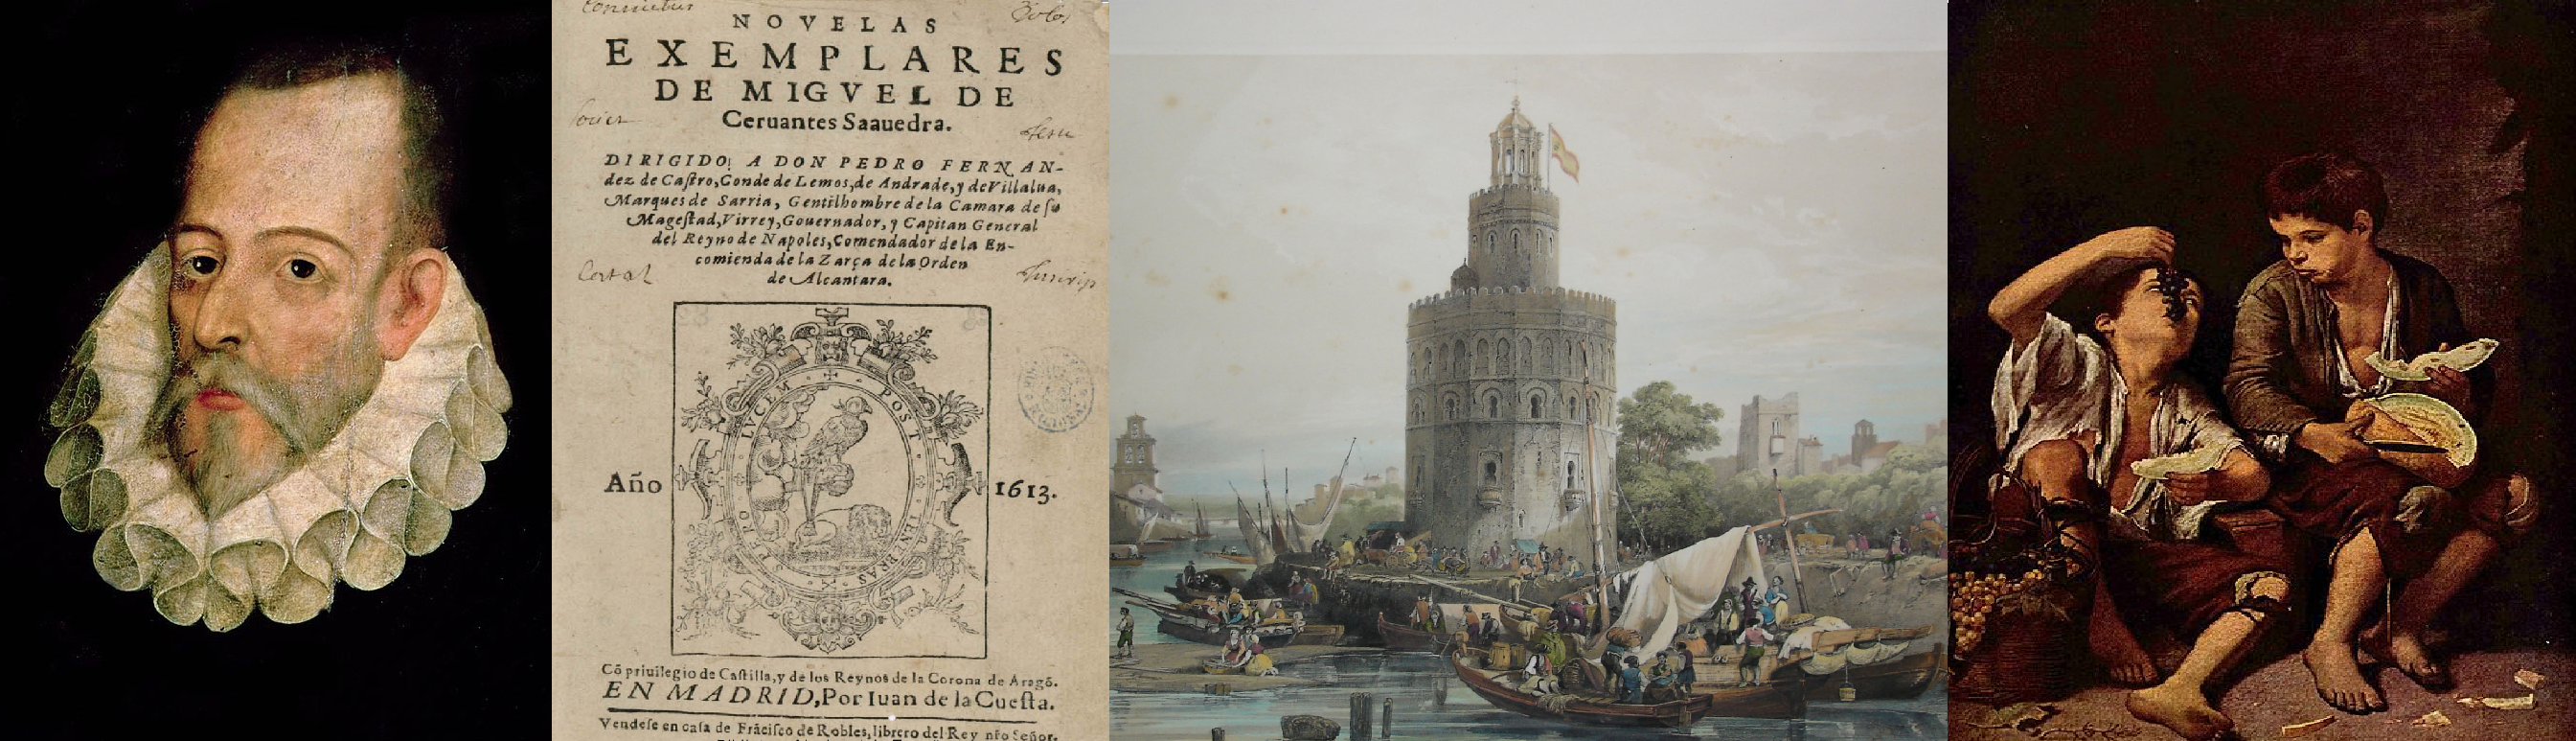 NOVELAS
EXEMPLARES
DE MIGVEL DE
Ceruantes Saauedra.
DIRIGIDO, A DON PEDRO FERNAN-
dez de Caſtro, Conde de Lemos, de Andrade, y de Villalua,
Marques de Sarria, Gentilhombre de la Camara de ſu
Mageſtad, Virrey, Gouernador, y Capitan General
del Reyno de Napoles, Comendador de la En-
comienda de la Zarça de la Orden
de Alcantara.
POST TENEBRAS SPERO LVCEM
Año 1613.
Cõ priuilegio de Caſtilla, y de los Reynos de la Corona de Aragõ.
EN MADRID, Por Iuan de la Cueſta.
Vendeſe en caſa de Frãciſco de Robles, librero del Rey nro Señor.